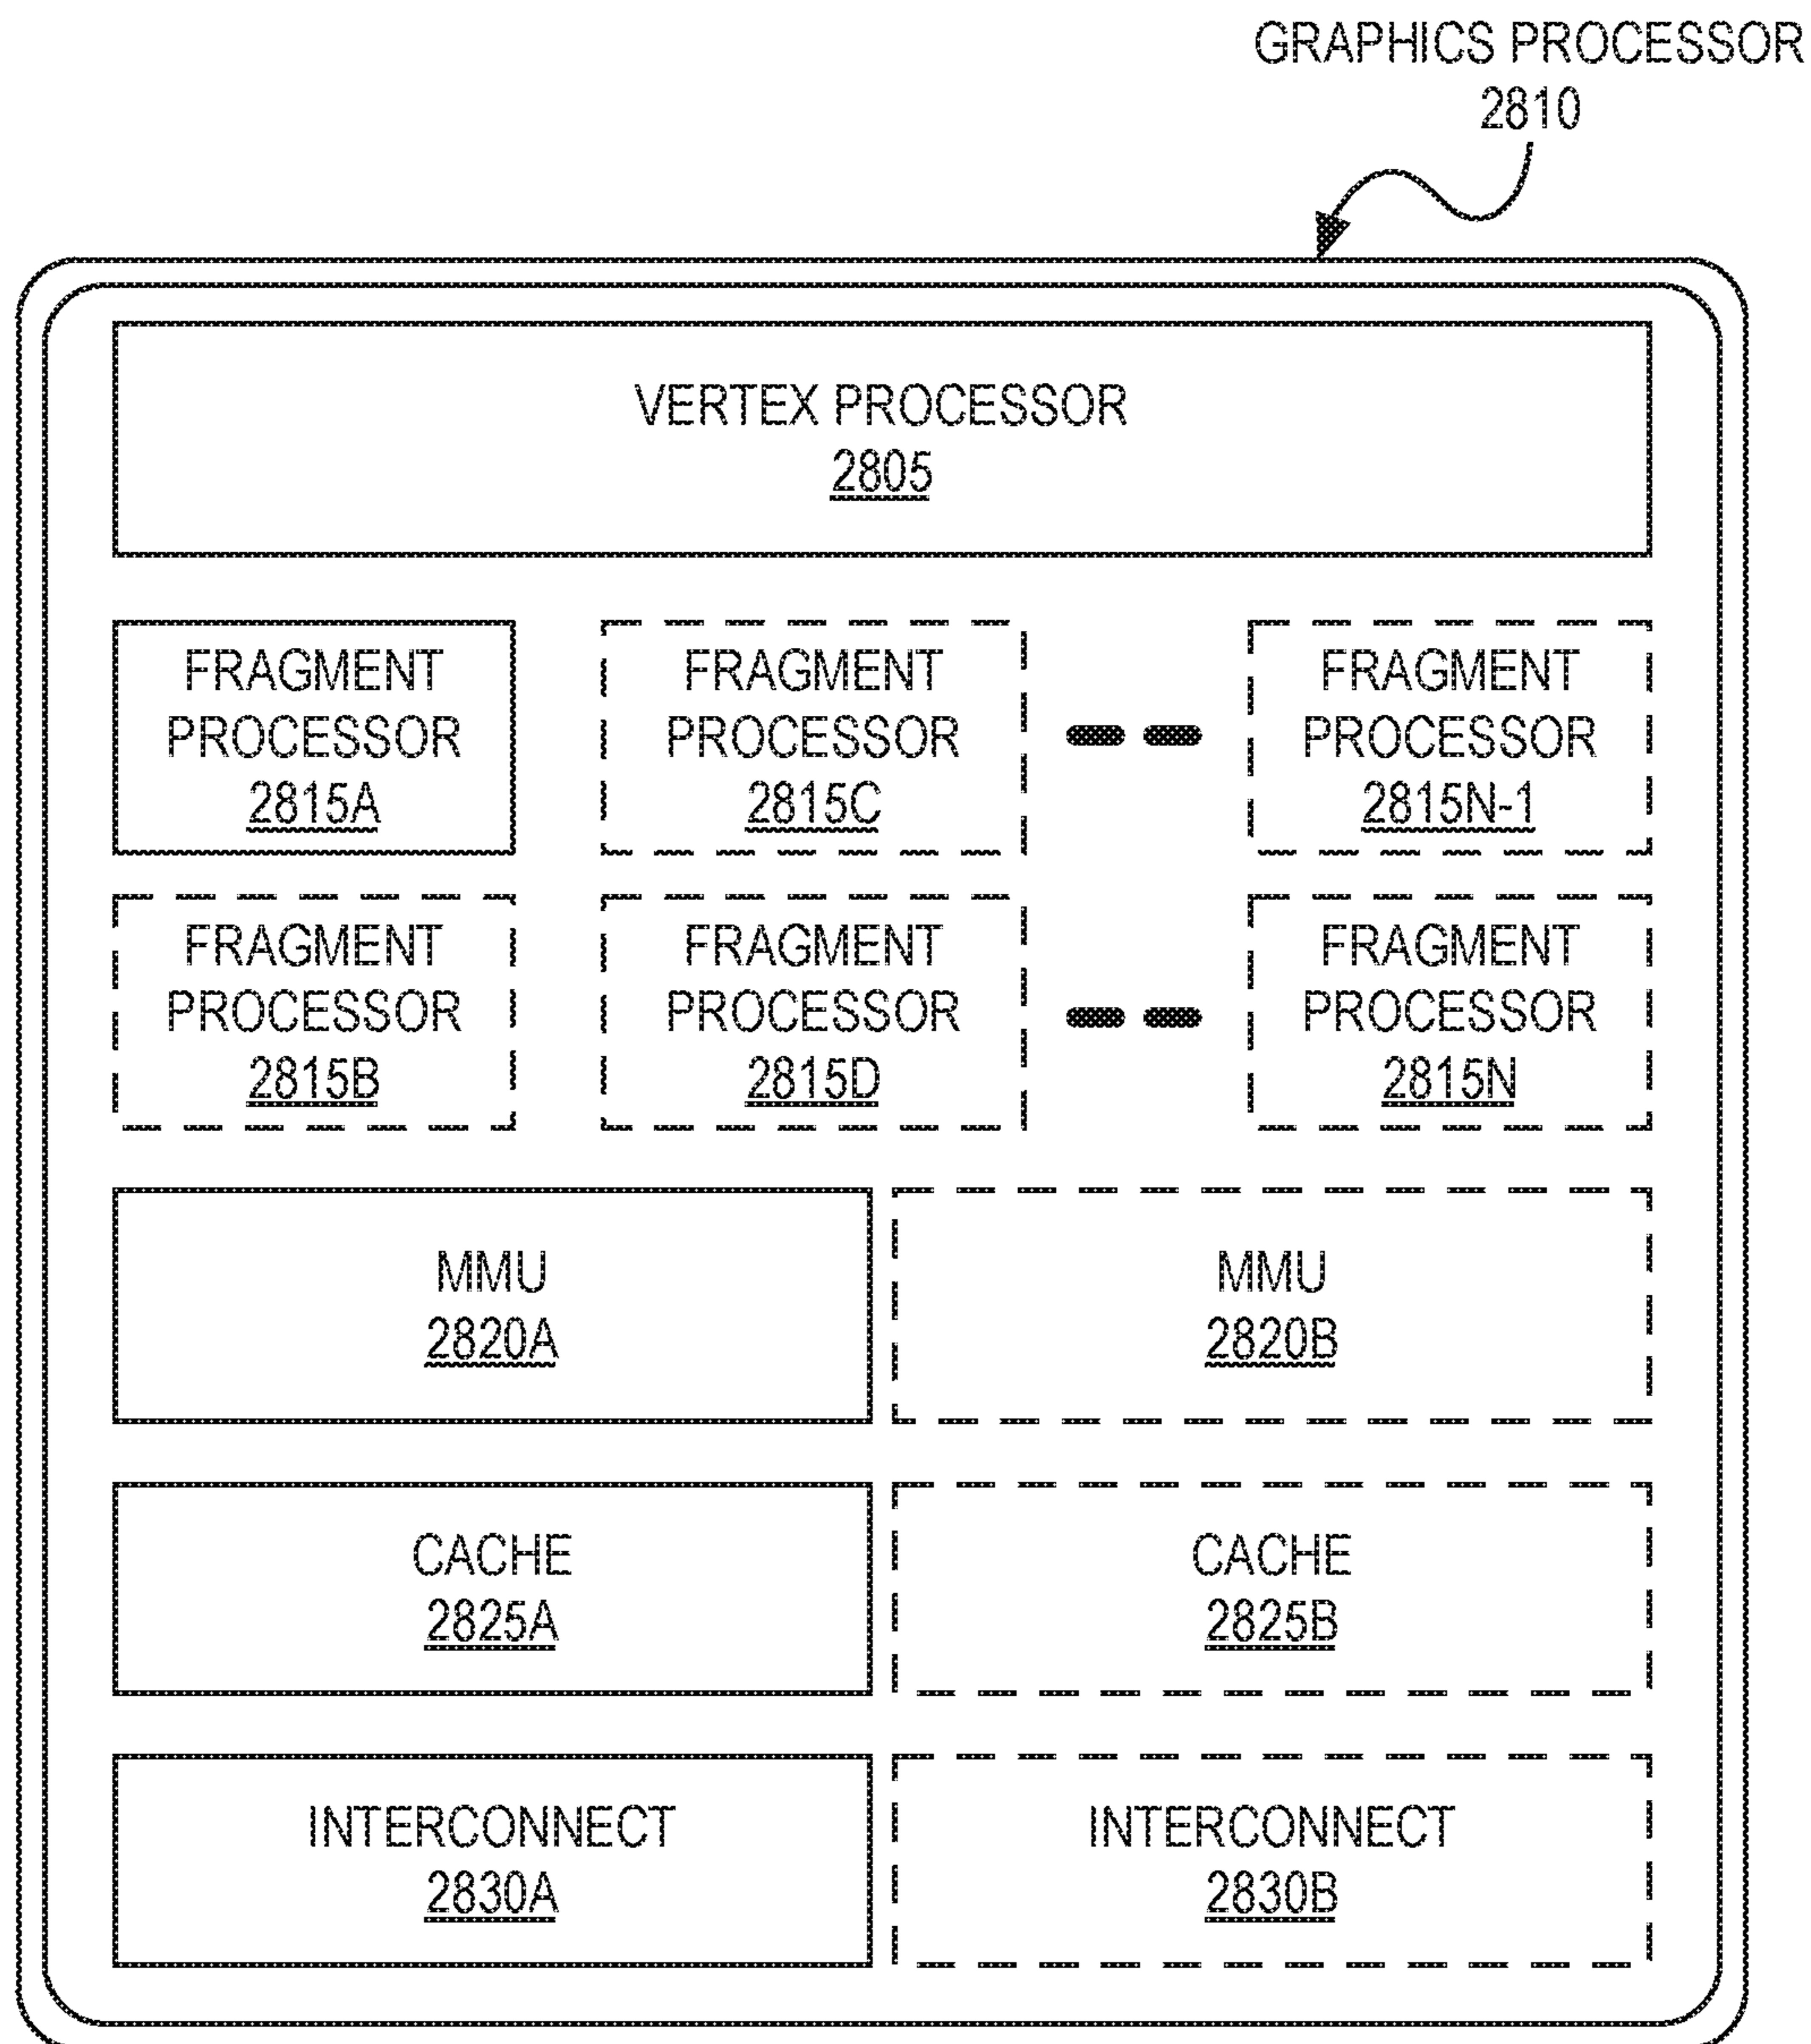 GRAPHICS PROCESSOR
2810
VERTEX PROCESSOR
2805
FRAGMENT
PROCESSOR
2815A
FRAGMENT
PROCESSOR
2815C
FRAGMENT
PROCESSOR
2815N-1
FRAGMENT
PROCESSOR
2815B
FRAGMENT
PROCESSOR
2815D
FRAGMENT
PROCESSOR
2815N
MMU
2820A
MMU
2820B
CACHE
2825A
CACHE
2825B
INTERCONNECT
2830A
INTERCONNECT
2830B